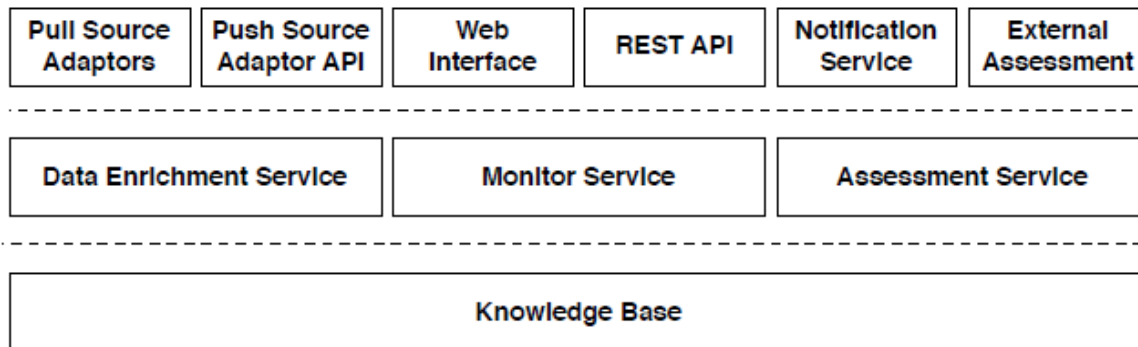 Pull Source
Adaptors
Push Source
Adaptor API
Web
Interface
REST API
Notification
Service
External
Assessment
Data Enrichment Service
Monitor Service
Assessment Service
Knowledge Base